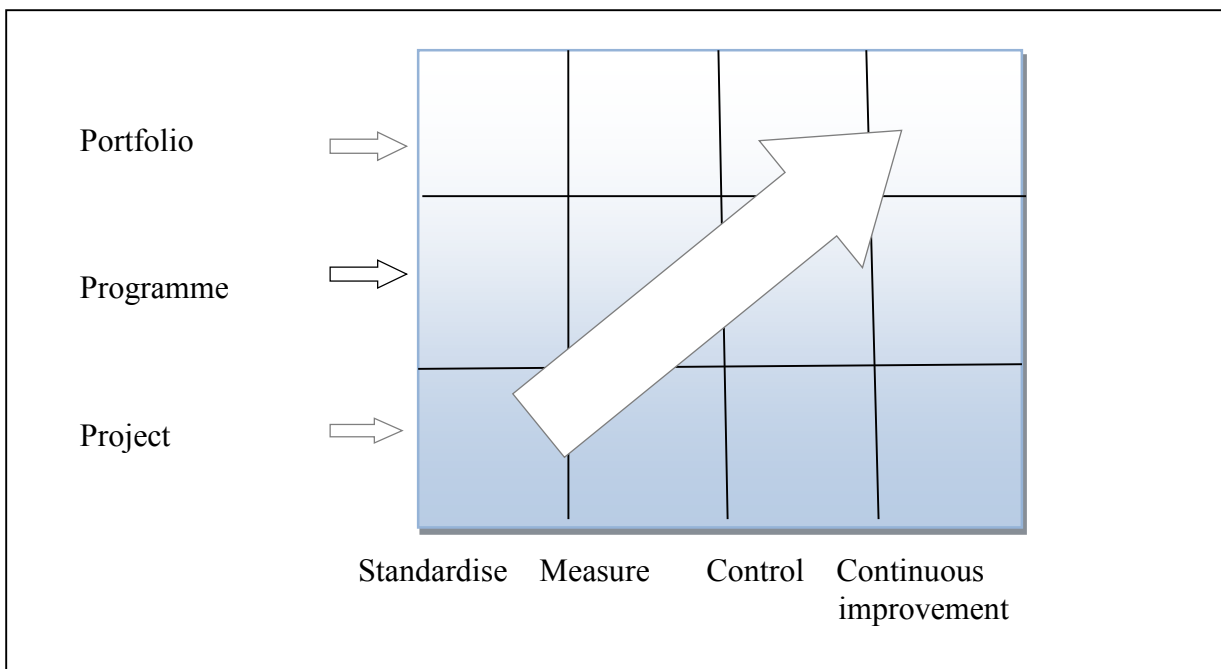 Portfolio
Programme
Project
Standardise Measure Control Continuous
improvement